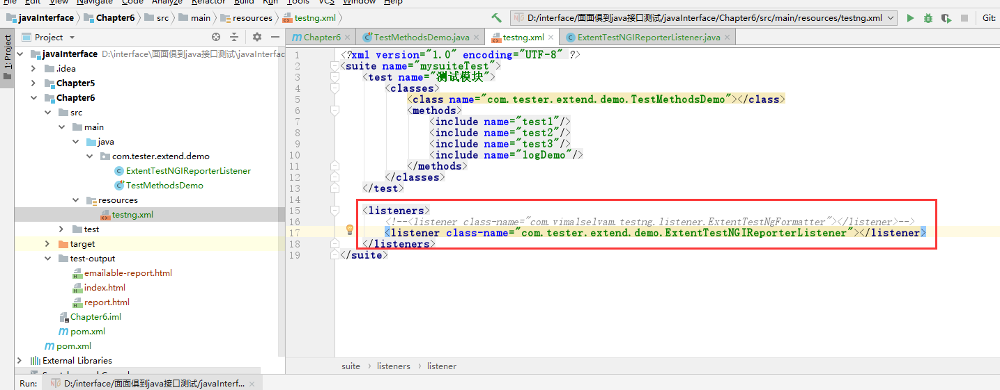 File Edit View Navigate Code Analyze Refactor Build Run Tools VCS Window Help
javaInterface Chapter6 src main resources testng.xml D:/interface/面面俱到java接口测试/javaInterface/Chapter6/src/main/resources/testng.xml Git:
1: Project
Project
Chapter6 TestMethodsDemo.java testng.xml ExtentTestNGIReporterListener.java
javaInterface D:\interface\面面俱到java接口测试\javaInterfac
.idea
Chapter5
Chapter6
src
main
java
com.tester.extend.demo
ExtentTestNGIReporterListener
TestMethodsDemo
resources
testng.xml
test
target
test-output
emailable-report.html
index.html
report.html
Chapter6.iml
pom.xml
pom.xml
External Libraries
1 <?xml version="1.0" encoding="UTF-8" ?>
2 <suite name="mysuiteTest">
3 <test name="测试模块">
4 <classes>
5 <class name="com.tester.extend.demo.TestMethodsDemo"></class>
6 <methods>
7 <include name="test1"/>
8 <include name="test2"/>
9 <include name="test3"/>
10 <include name="logDemo"/>
11 </methods>
12 </classes>
13 </test>
14
15 <listeners>
16 <!--<listener class-name="com.vimalselvam.testng.listener.ExtentTestNgFormatter"></listener>-->
17 <listener class-name="com.tester.extend.demo.ExtentTestNGIReporterListener"></listener>
18 </listeners>
19 </suite>
suite listeners listener
Run: D:/interface/面面俱到java接口测试/javaInterf...